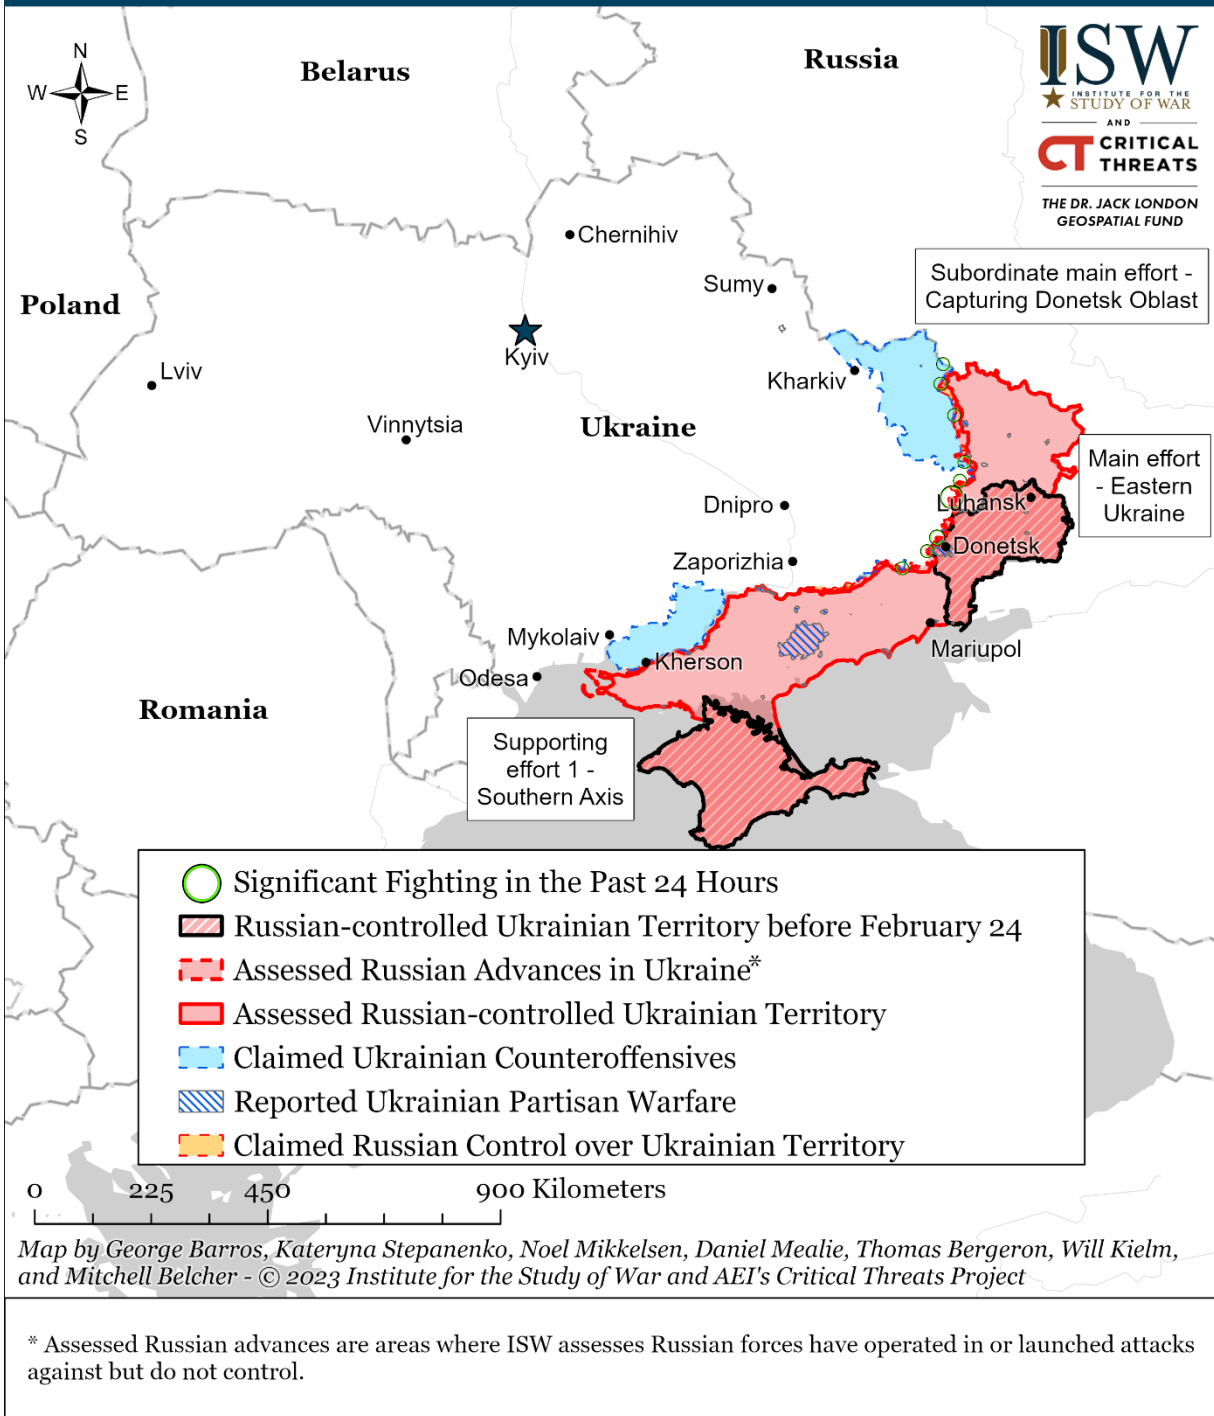 N
W
E
S
Belarus
Russia
ISW
INSTITUTE FOR THE
STUDY OF WAR
AND
CT CRITICAL
THREATS
THE DR. JACK LONDON
GEOSPATIAL FUND
Chernihiv
Sumy
Subordinate main effort -
Capturing Donetsk Oblast
Poland
Kyiv
Lviv
Kharkiv
Vinnytsia
Ukraine
Main effort
- Eastern
Ukraine
Dnipro
Luhansk
Donetsk
Zaporizhia
Mykolaiv
Mariupol
Kherson
Odesa
Romania
Supporting
effort 1 -
Southern Axis
Significant Fighting in the Past 24 Hours
Russian-controlled Ukrainian Territory before February 24
Assessed Russian Advances in Ukraine*
Assessed Russian-controlled Ukrainian Territory
Claimed Ukrainian Counteroffensives
Reported Ukrainian Partisan Warfare
Claimed Russian Control over Ukrainian Territory
0 225 450 900 Kilometers
Map by George Barros, Kateryna Stepanenko, Noel Mikkelsen, Daniel Mealie, Thomas Bergeron, Will Kielm,
and Mitchell Belcher - © 2023 Institute for the Study of War and AEI's Critical Threats Project
* Assessed Russian advances are areas where ISW assesses Russian forces have operated in or launched attacks
against but do not control.